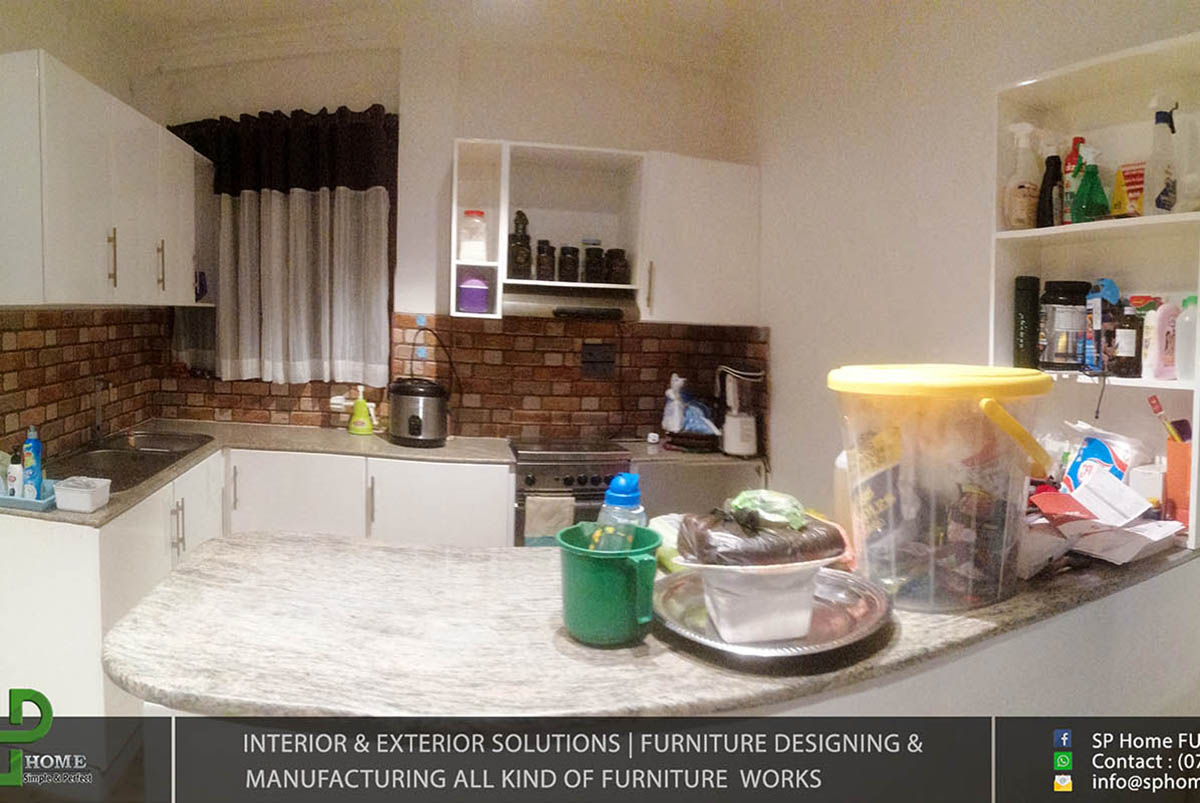 HOME
Simple & Perfect
INTERIOR & EXTERIOR SOLUTIONS | FURNITURE DESIGNING &
MANUFACTURING ALL KIND OF FURNITURE WORKS
SP Home FU
Contact : (07
info@sphom